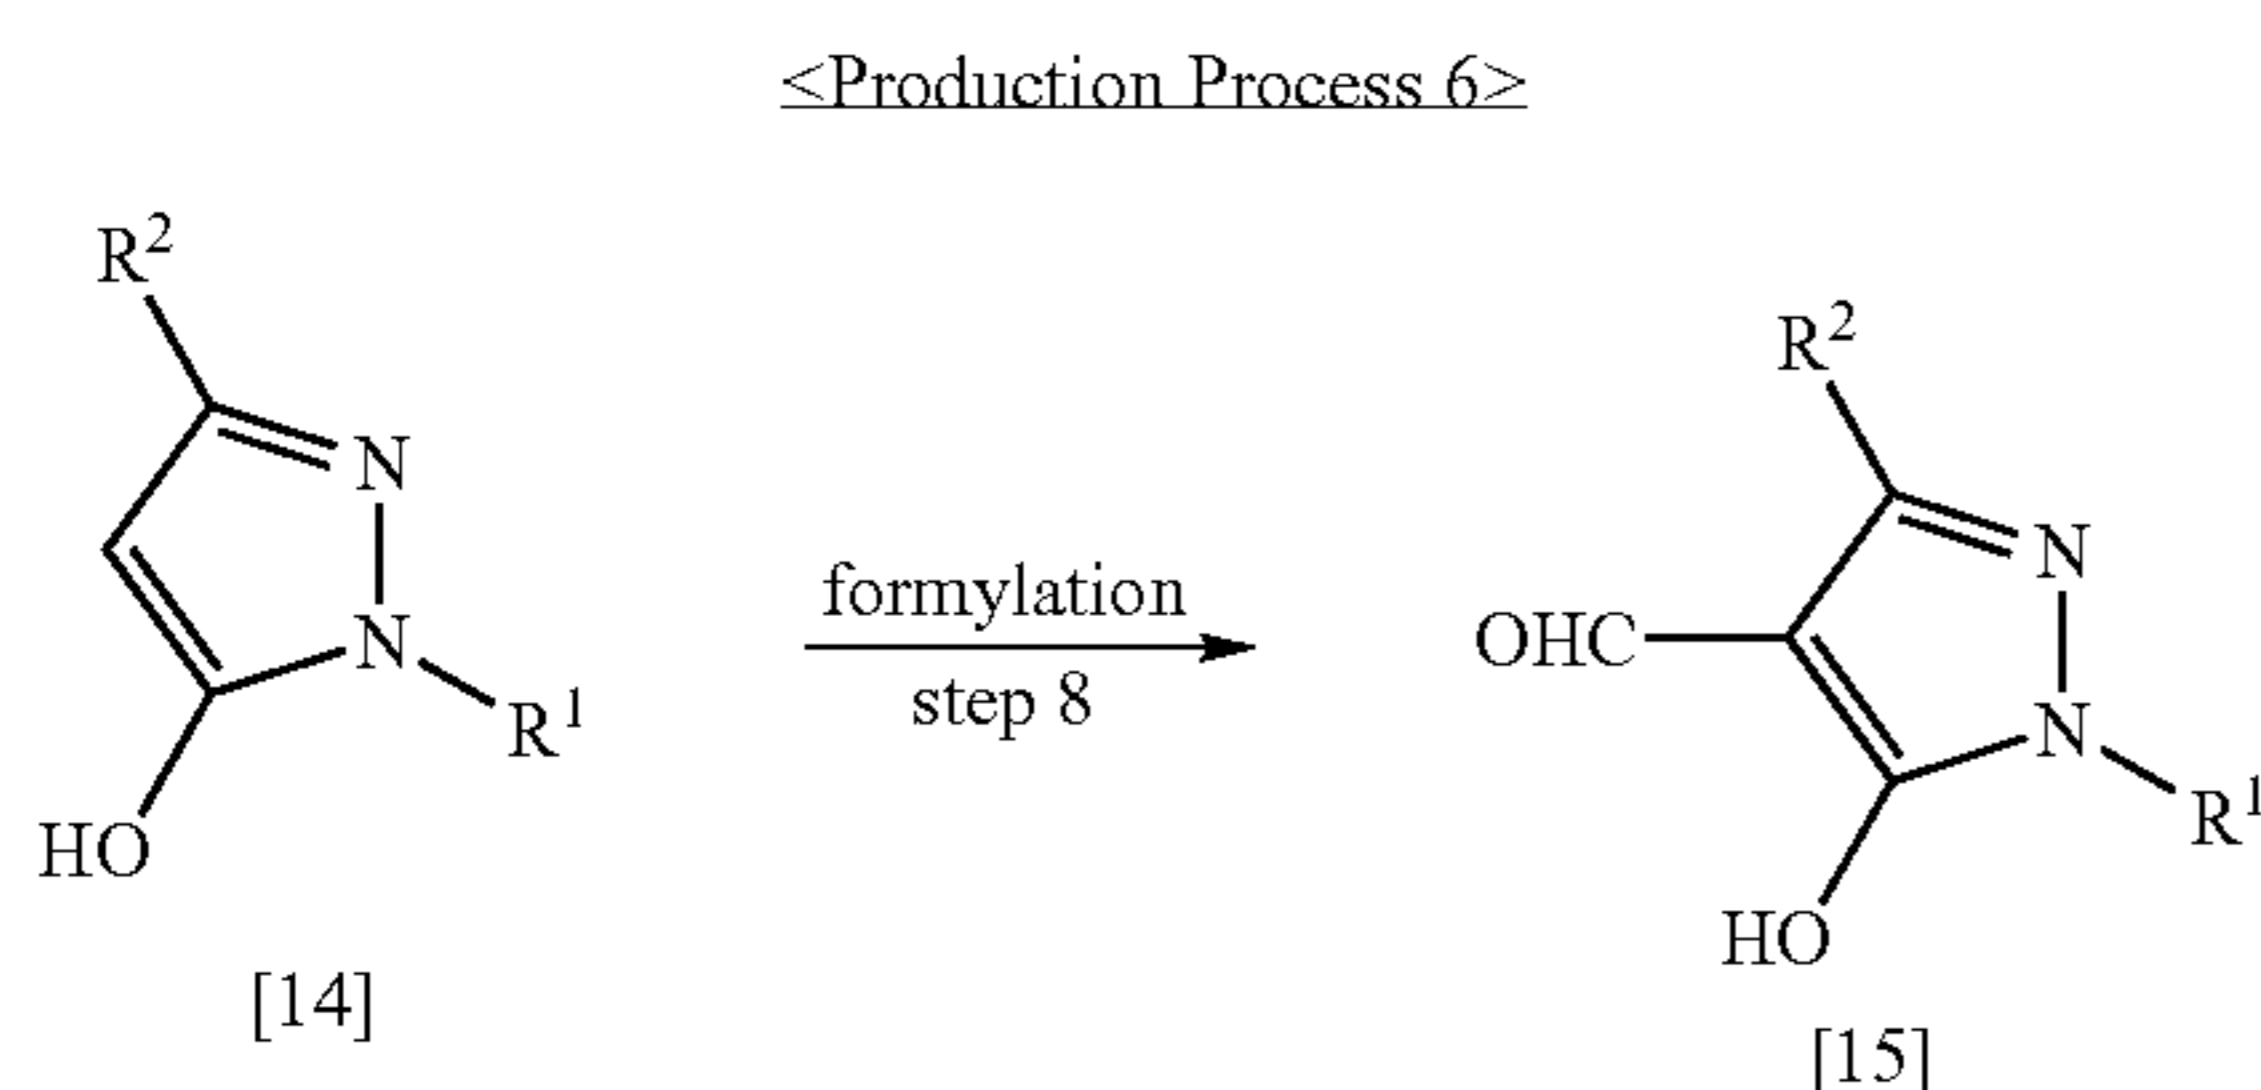 <Production Process 6>
R²
N
N
R¹
HO
[14]
formylation
step 8
R²
N
OHC
N
R¹
HO
[15]